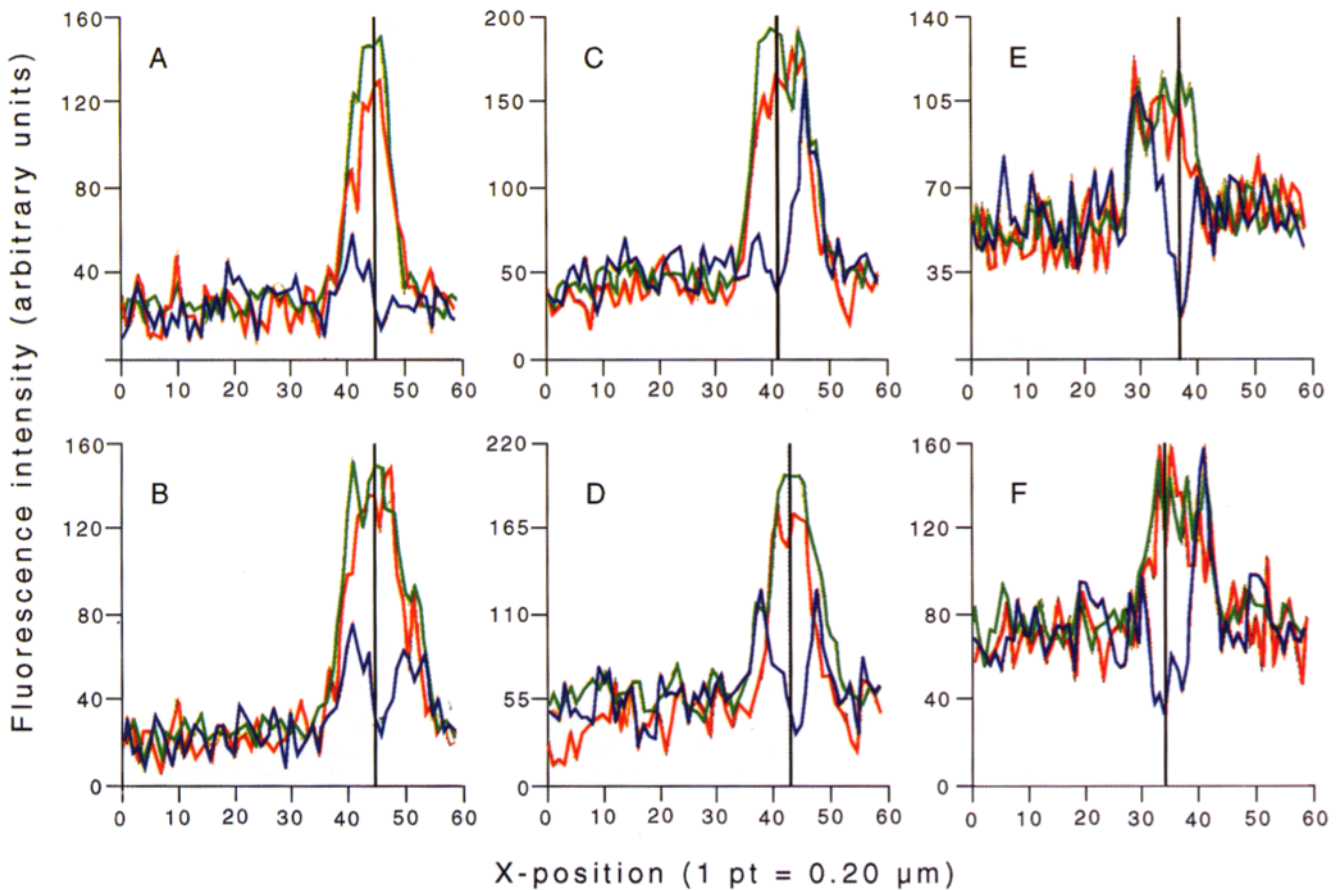 Fluorescence intensity (arbitrary units)
A
160
120
80
40
0 10 20 30 40 50 60
C
200
150
100
50
0
0 10 20 30 40 50 60
E
140
105
70
35
0 10 20 30 40 50 60
B
160
120
80
40
0
0 10 20 30 40 50 60
D
220
165
110
55
0
0 10 20 30 40 50 60
F
160
120
80
40
0
0 10 20 30 40 50 60
X-position (1 pt = 0.20 µm)